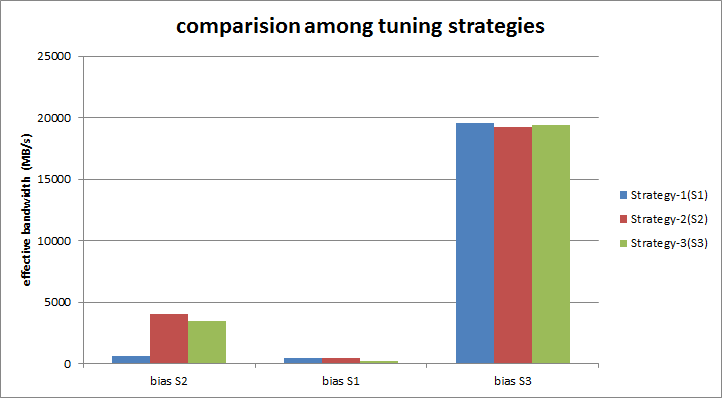 comparision among tuning strategies
25000
20000
15000
10000
5000
0
effective bandwidth (MB/s)
bias S2
bias S1
bias S3
Strategy-1(S1)
Strategy-2(S2)
Strategy-3(S3)